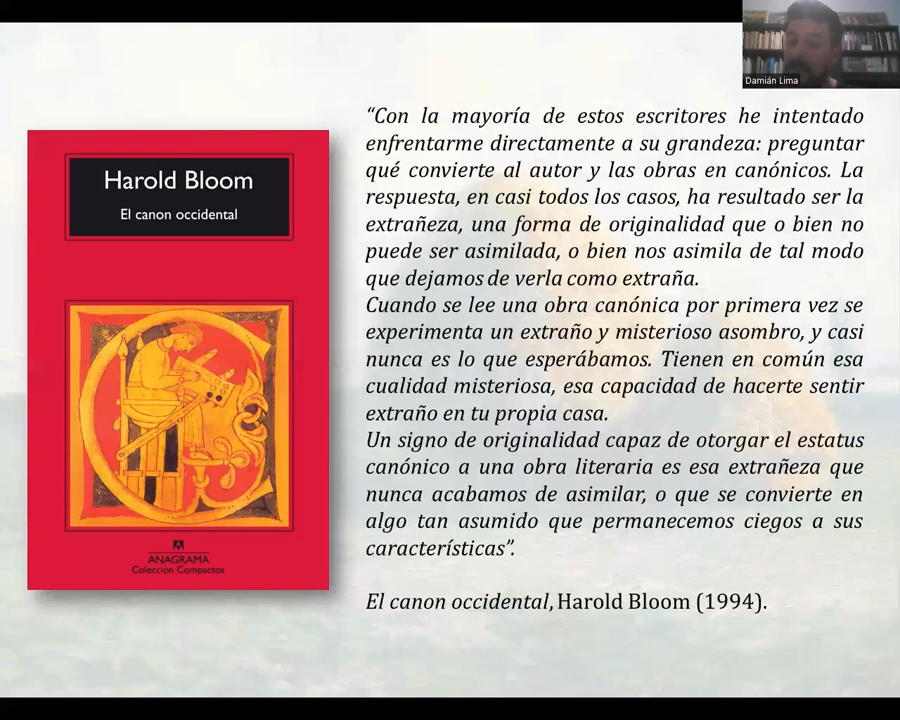 Damián Lima
Harold Bloom
El canon occidental
ANAGRAMA
Colección Compactos
“Con la mayoría de estos escritores he intentado
enfrentarme directamente a su grandeza: preguntar
qué convierte al autor y las obras en canónicos. La
respuesta, en casi todos los casos, ha resultado ser la
extrañeza, una forma de originalidad que o bien no
puede ser asimilada, o bien nos asimila de tal modo
que dejamos de verla como extraña.
Cuando se lee una obra canónica por primera vez se
experimenta un extraño y misterioso asombro, y casi
nunca es lo que esperábamos. Tienen en común esa
cualidad misteriosa, esa capacidad de hacerte sentir
extraño en tu propia casa.
Un signo de originalidad capaz de otorgar el estatus
canónico a una obra literaria es esa extrañeza que
nunca acabamos de asimilar, o que se convierte en
algo tan asumido que permanecemos ciegos a sus
características”.
El canon occidental, Harold Bloom (1994).